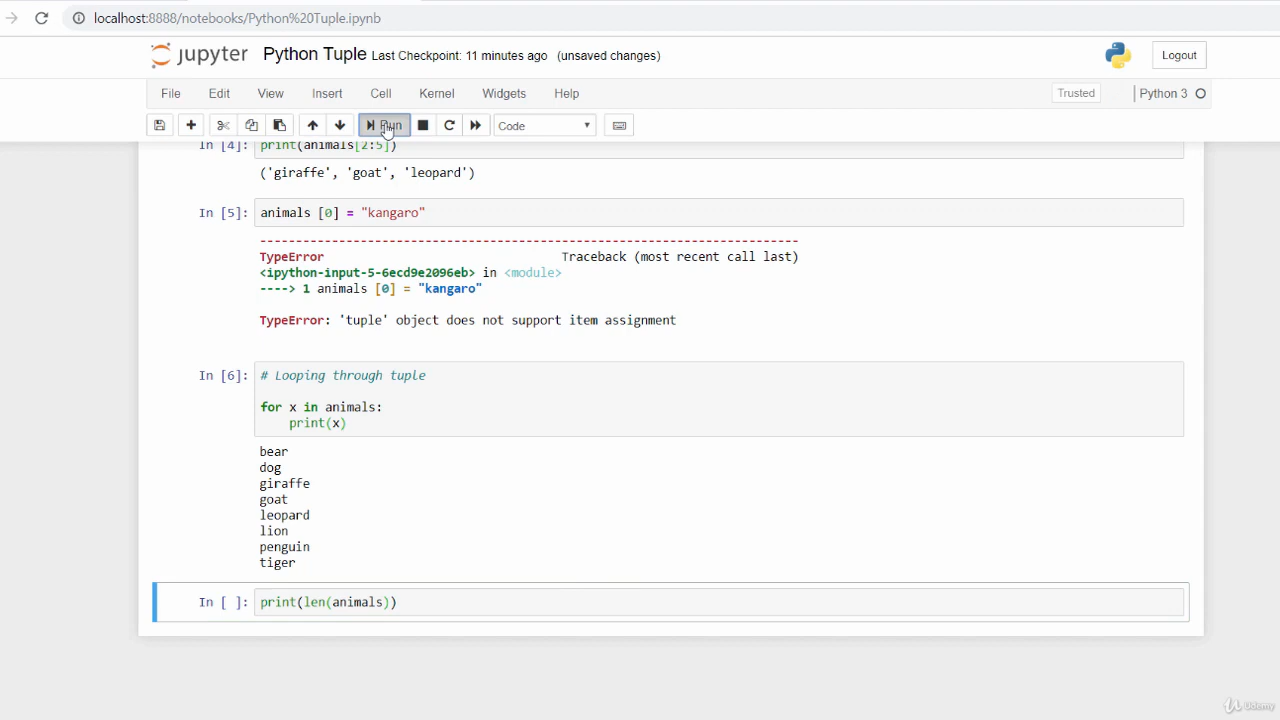 localhost:8888/notebooks/Python%20Tuple.ipynb
jupyter Python Tuple Last Checkpoint: 11 minutes ago (unsaved changes) Logout
File Edit View Insert Cell Kernel Widgets Help Trusted Python 3
Run Code
In [4]: print(animals[2:5])
('giraffe', 'goat', 'leopard')
In [5]: animals [0] = "kangaro"
---------------------------------------------------------------------------
TypeError Traceback (most recent call last)
<ipython-input-5-6ecd9e2096eb> in <module>
----> 1 animals [0] = "kangaro"
TypeError: 'tuple' object does not support item assignment
In [6]: # Looping through tuple
for x in animals:
print(x)
bear
dog
giraffe
goat
leopard
lion
penguin
tiger
In [ ]: print(len(animals))
Udemy